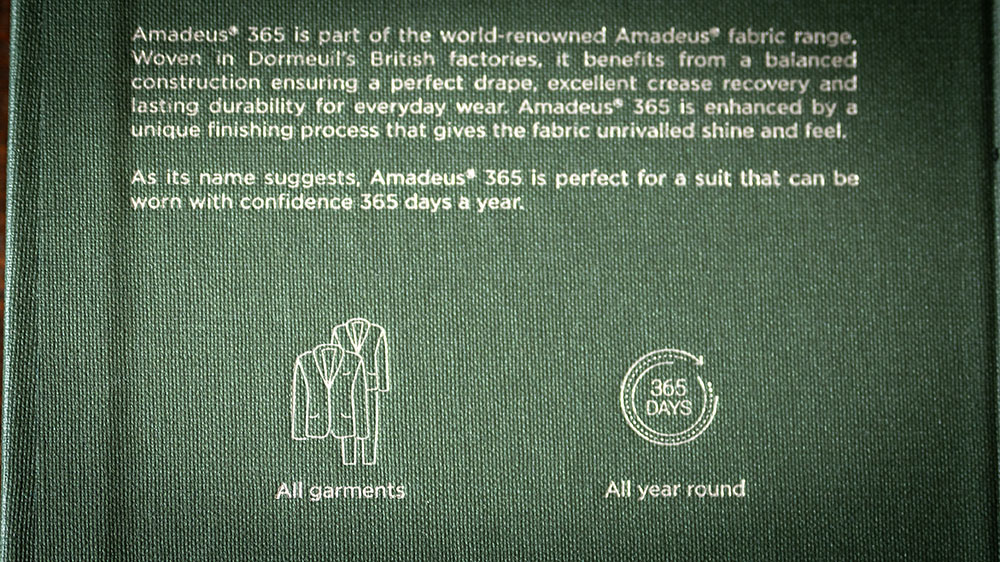 Amadeus® 365 is part of the world-renowned Amadeus® fabric range.
Woven in Dormeuil's British factories, it benefits from a balanced
construction ensuring a perfect drape, excellent crease recovery and
lasting durability for everyday wear. Amadeus® 365 is enhanced by a
unique finishing process that gives the fabric unrivalled shine and feel.
As its name suggests, Amadeus® 365 is perfect for a suit that can be
worn with confidence 365 days a year.
365
DAYS
All garments
All year round